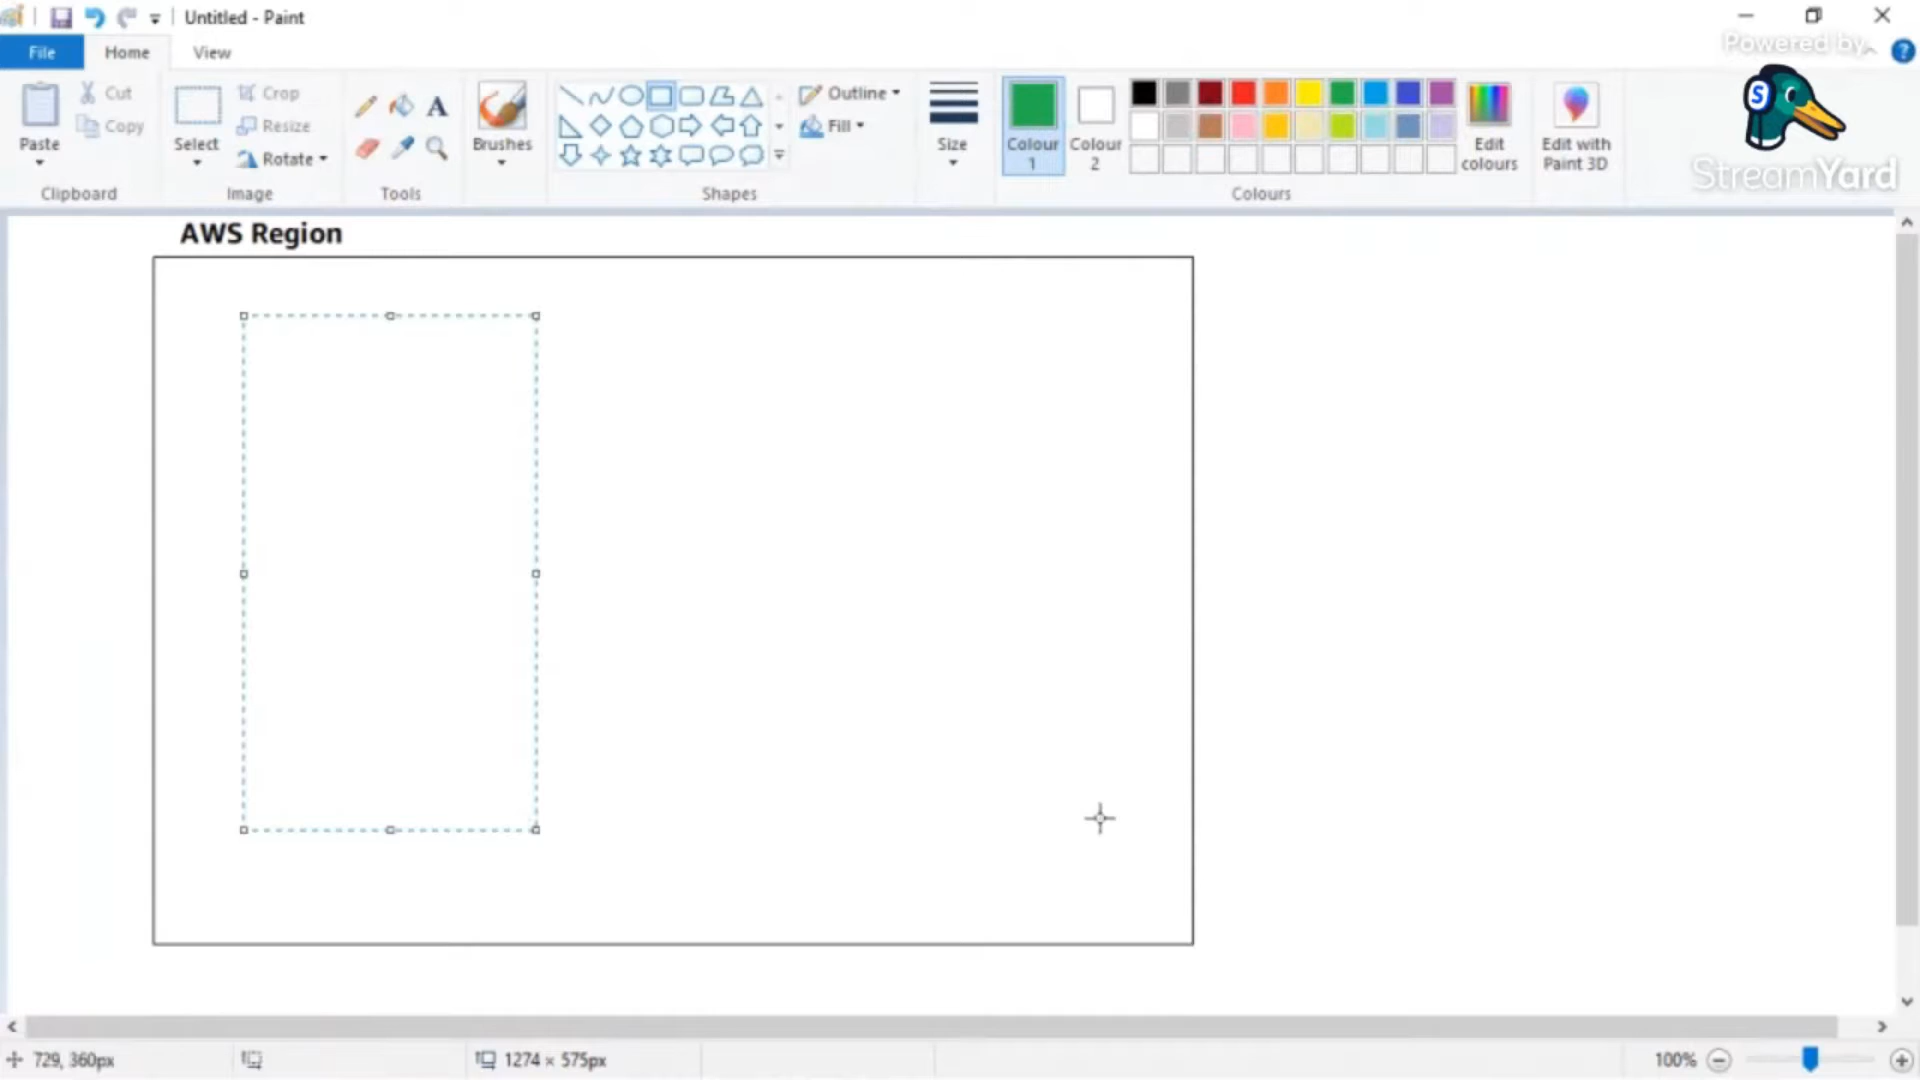 Untitled - Paint
File
Home
View
Powered by
Paste
Cut
Copy
Clipboard
Select
Crop
Resize
Rotate
Image
A
Tools
Brushes
Outline
Fill
Shapes
Size
Colour 1
Colour 2
Edit colours
Colours
Edit with Paint 3D
S
StreamYard
AWS Region
729, 360px
1274 × 575px
100%